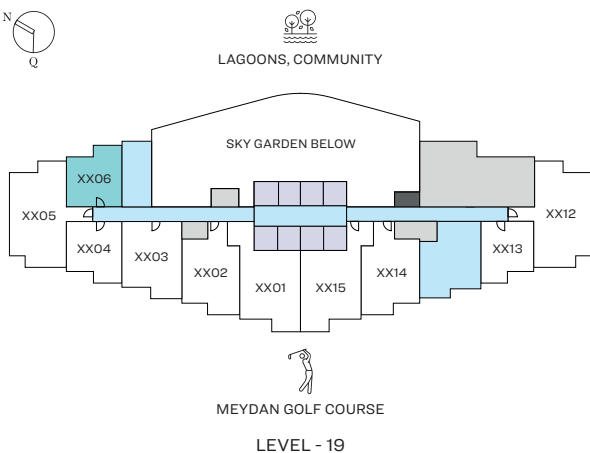 N
Q
LAGOONS, COMMUNITY
SKY GARDEN BELOW
XX06
XX05
XX12
XX04
XX03
XX02
XX14
XX13
XX01
XX15
MEYDAN GOLF COURSE
LEVEL - 19